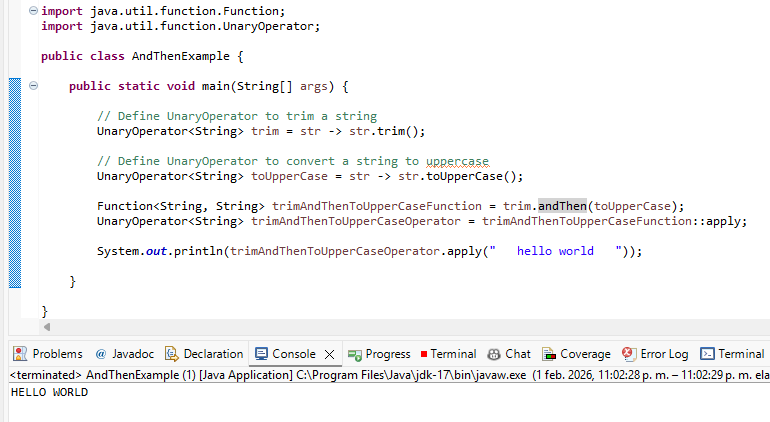 import java.util.function.Function;
import java.util.function.UnaryOperator;
public class AndThenExample {
public static void main(String[] args) {
// Define UnaryOperator to trim a string
UnaryOperator<String> trim = str -> str.trim();
// Define UnaryOperator to convert a string to uppercase
UnaryOperator<String> toUpperCase = str -> str.toUpperCase();
Function<String, String> trimAndThenToUpperCaseFunction = trim.andThen(toUpperCase);
UnaryOperator<String> trimAndThenToUpperCaseOperator = trimAndThenToUpperCaseFunction::apply;
System.out.println(trimAndThenToUpperCaseOperator.apply("   hello world   "));
}
}
Problems @ Javadoc Declaration Console Progress Terminal Chat Coverage Error Log Terminal
<terminated> AndThenExample (1) [Java Application] C:\Program Files\Java\jdk-17\bin\javaw.exe (1 feb. 2026, 11:02:28 p. m. – 11:02:29 p. m. ela
HELLO WORLD